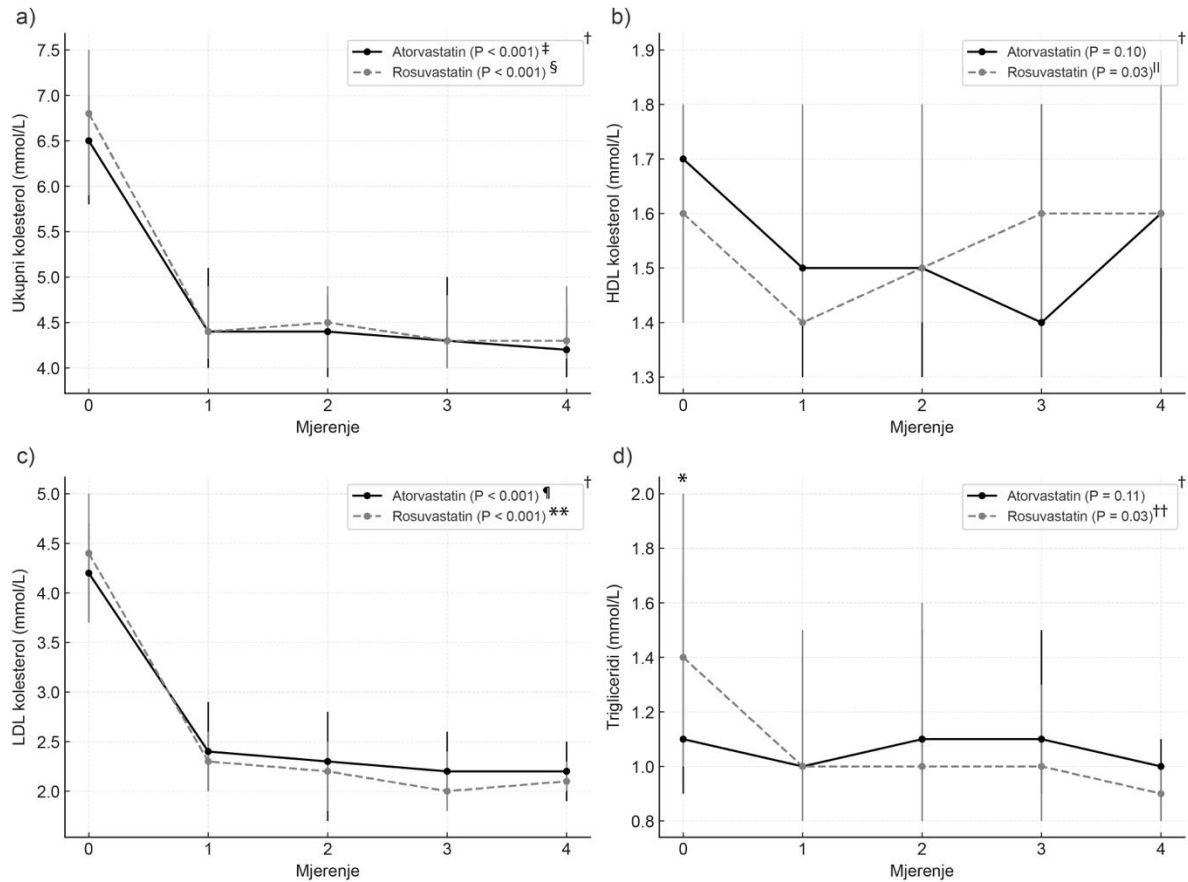 a)
†
Atorvastatin (P < 0.001) ‡
Rosuvastatin (P < 0.001) §
Ukupni kolesterol (mmol/L)
7.5
7.0
6.5
6.0
5.5
5.0
4.5
4.0
0 1 2 3 4
Mjerenje
b)
†
Atorvastatin (P = 0.10)
Rosuvastatin (P = 0.03)||
HDL kolesterol (mmol/L)
1.9
1.8
1.7
1.6
1.5
1.4
1.3
0 1 2 3 4
Mjerenje
c)
†
Atorvastatin (P < 0.001) ¶
Rosuvastatin (P < 0.001) **
LDL kolesterol (mmol/L)
5.0
4.5
4.0
3.5
3.0
2.5
2.0
0 1 2 3 4
Mjerenje
d)
*
†
Atorvastatin (P = 0.11)
Rosuvastatin (P = 0.03)††
Trigliceridi (mmol/L)
2.0
1.8
1.6
1.4
1.2
1.0
0.8
0 1 2 3 4
Mjerenje